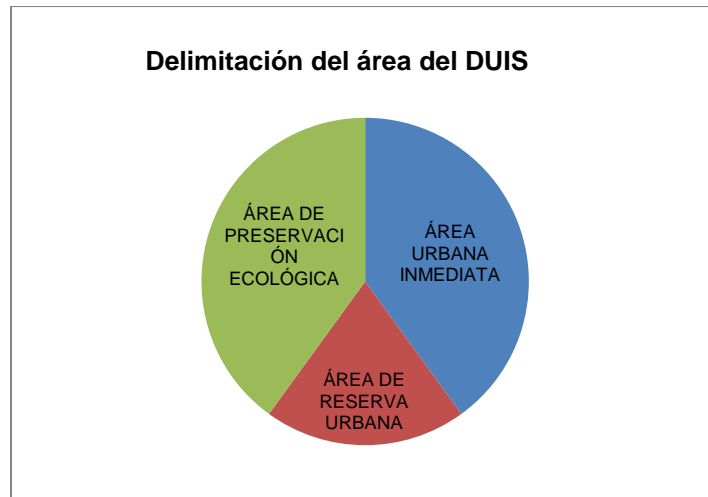 Delimitación del área del DUIS
ÁREA DE
PRESERVACI
ÓN
ECOLÓGICA
ÁREA
URBANA
INMEDIATA
ÁREA DE
RESERVA
URBANA